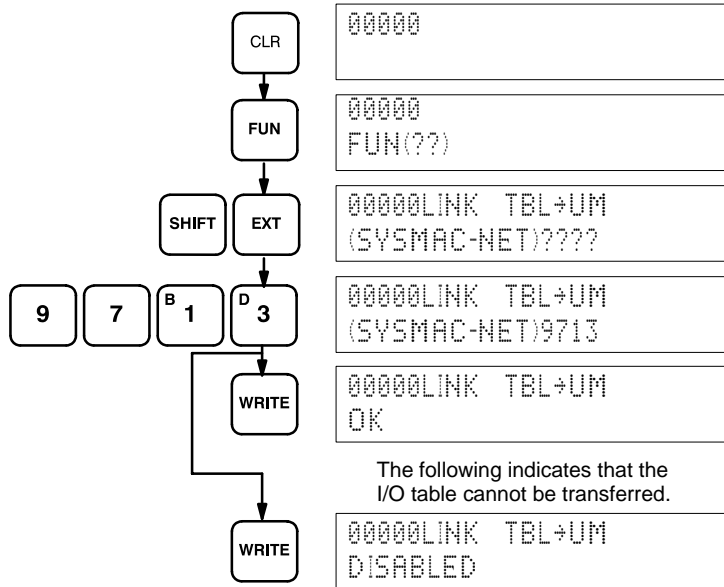 CLR
00000
FUN
00000
FUN(??)
SHIFT EXT
00000LINK TBL→UM
(SYSMAC-NET)????
9 7 B 1 D 3
00000LINK TBL→UM
(SYSMAC-NET)9713
WRITE
00000LINK TBL→UM
OK
The following indicates that the
I/O table cannot be transferred.
WRITE
00000LINK TBL→UM
DISABLED